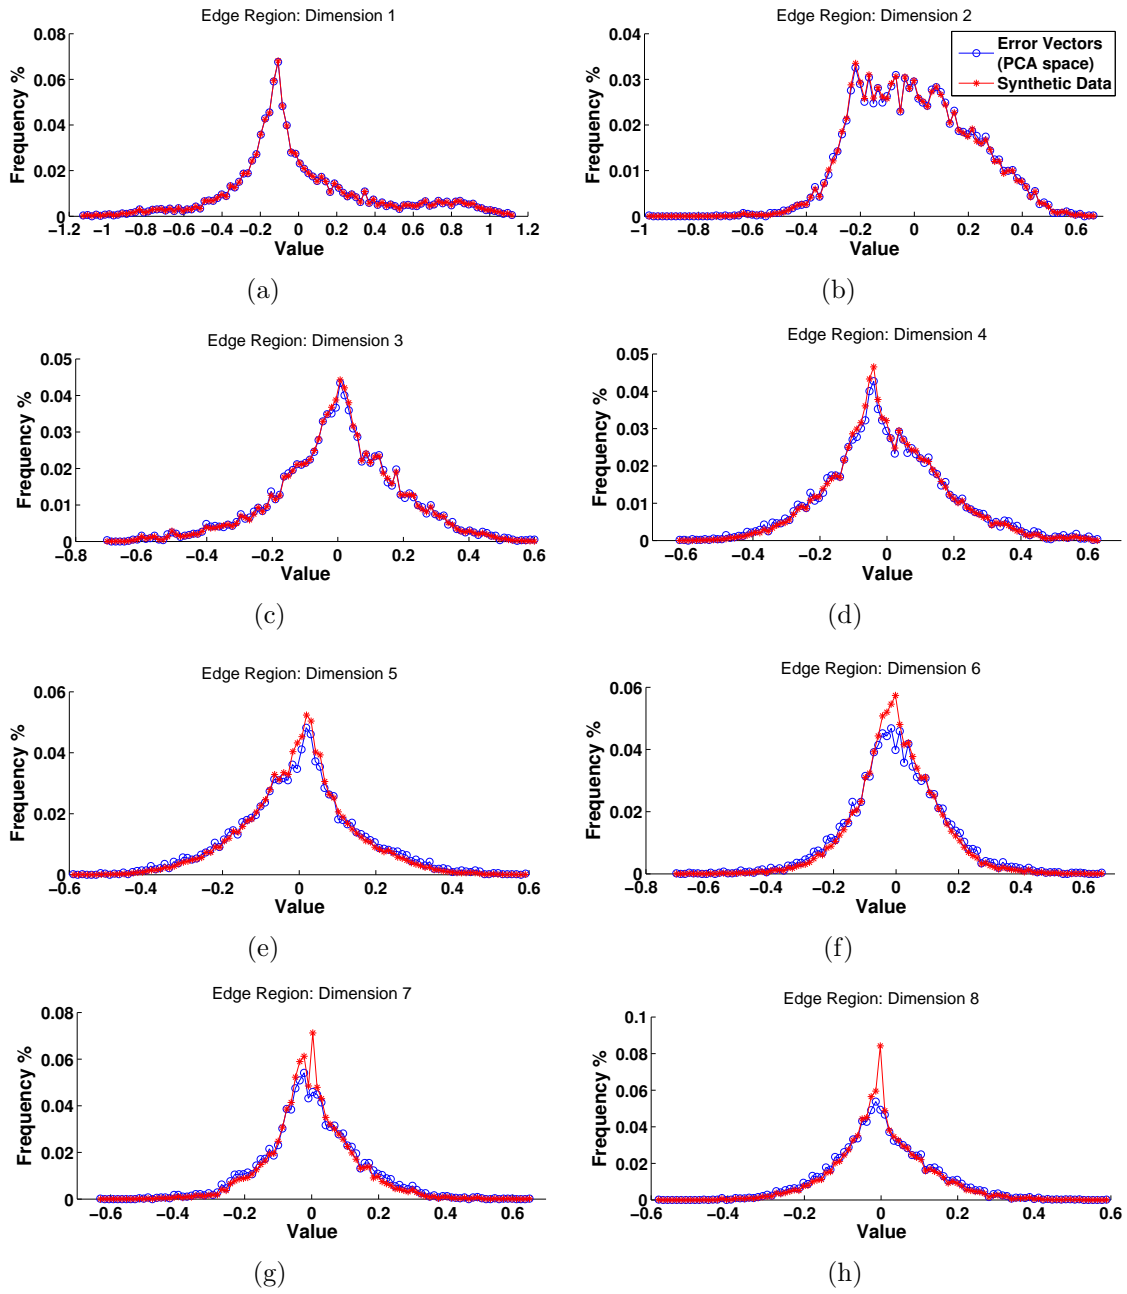 Edge Region: Dimension 1
0.08
0.06
0.04
0.02
0
Frequency %
−1.2 −1 −0.8 −0.6 −0.4 −0.2 0 0.2 0.4 0.6 0.8 1 1.2
Value
(a)
Edge Region: Dimension 2
0.04
0.03
0.02
0.01
0
Frequency %
Error Vectors
(PCA space)
Synthetic Data
−1 −0.8 −0.6 −0.4 −0.2 0 0.2 0.4 0.6
Value
(b)
Edge Region: Dimension 3
0.05
0.04
0.03
0.02
0.01
0
Frequency %
−0.8 −0.6 −0.4 −0.2 0 0.2 0.4 0.6
Value
(c)
Edge Region: Dimension 4
0.05
0.04
0.03
0.02
0.01
0
Frequency %
−0.6 −0.4 −0.2 0 0.2 0.4 0.6
Value
(d)
Edge Region: Dimension 5
0.06
0.04
0.02
0
Frequency %
−0.6 −0.4 −0.2 0 0.2 0.4 0.6
Value
(e)
Edge Region: Dimension 6
0.06
0.04
0.02
0
Frequency %
−0.8 −0.6 −0.4 −0.2 0 0.2 0.4 0.6
Value
(f)
Edge Region: Dimension 7
0.08
0.06
0.04
0.02
0
Frequency %
−0.6 −0.4 −0.2 0 0.2 0.4 0.6
Value
(g)
Edge Region: Dimension 8
0.1
0.08
0.06
0.04
0.02
0
Frequency %
−0.6 −0.4 −0.2 0 0.2 0.4 0.6
Value
(h)